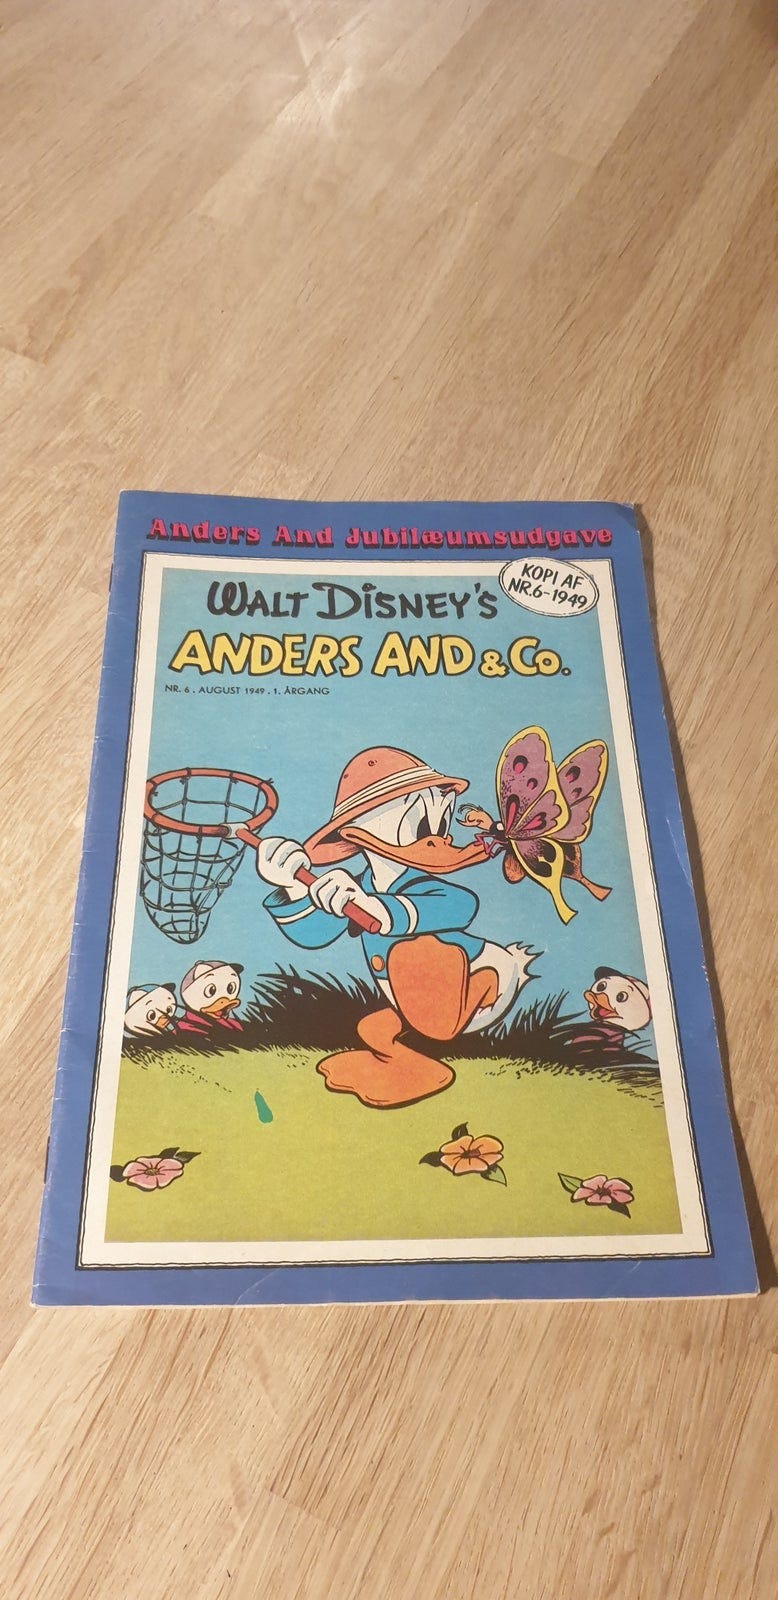 Anders And Jubilæumsudgave
KOPI AF
NR.6-1949
WALT DISNEY'S
ANDERS AND & Co.
NR. 6 . AUGUST 1949 . 1. ÅRGANG